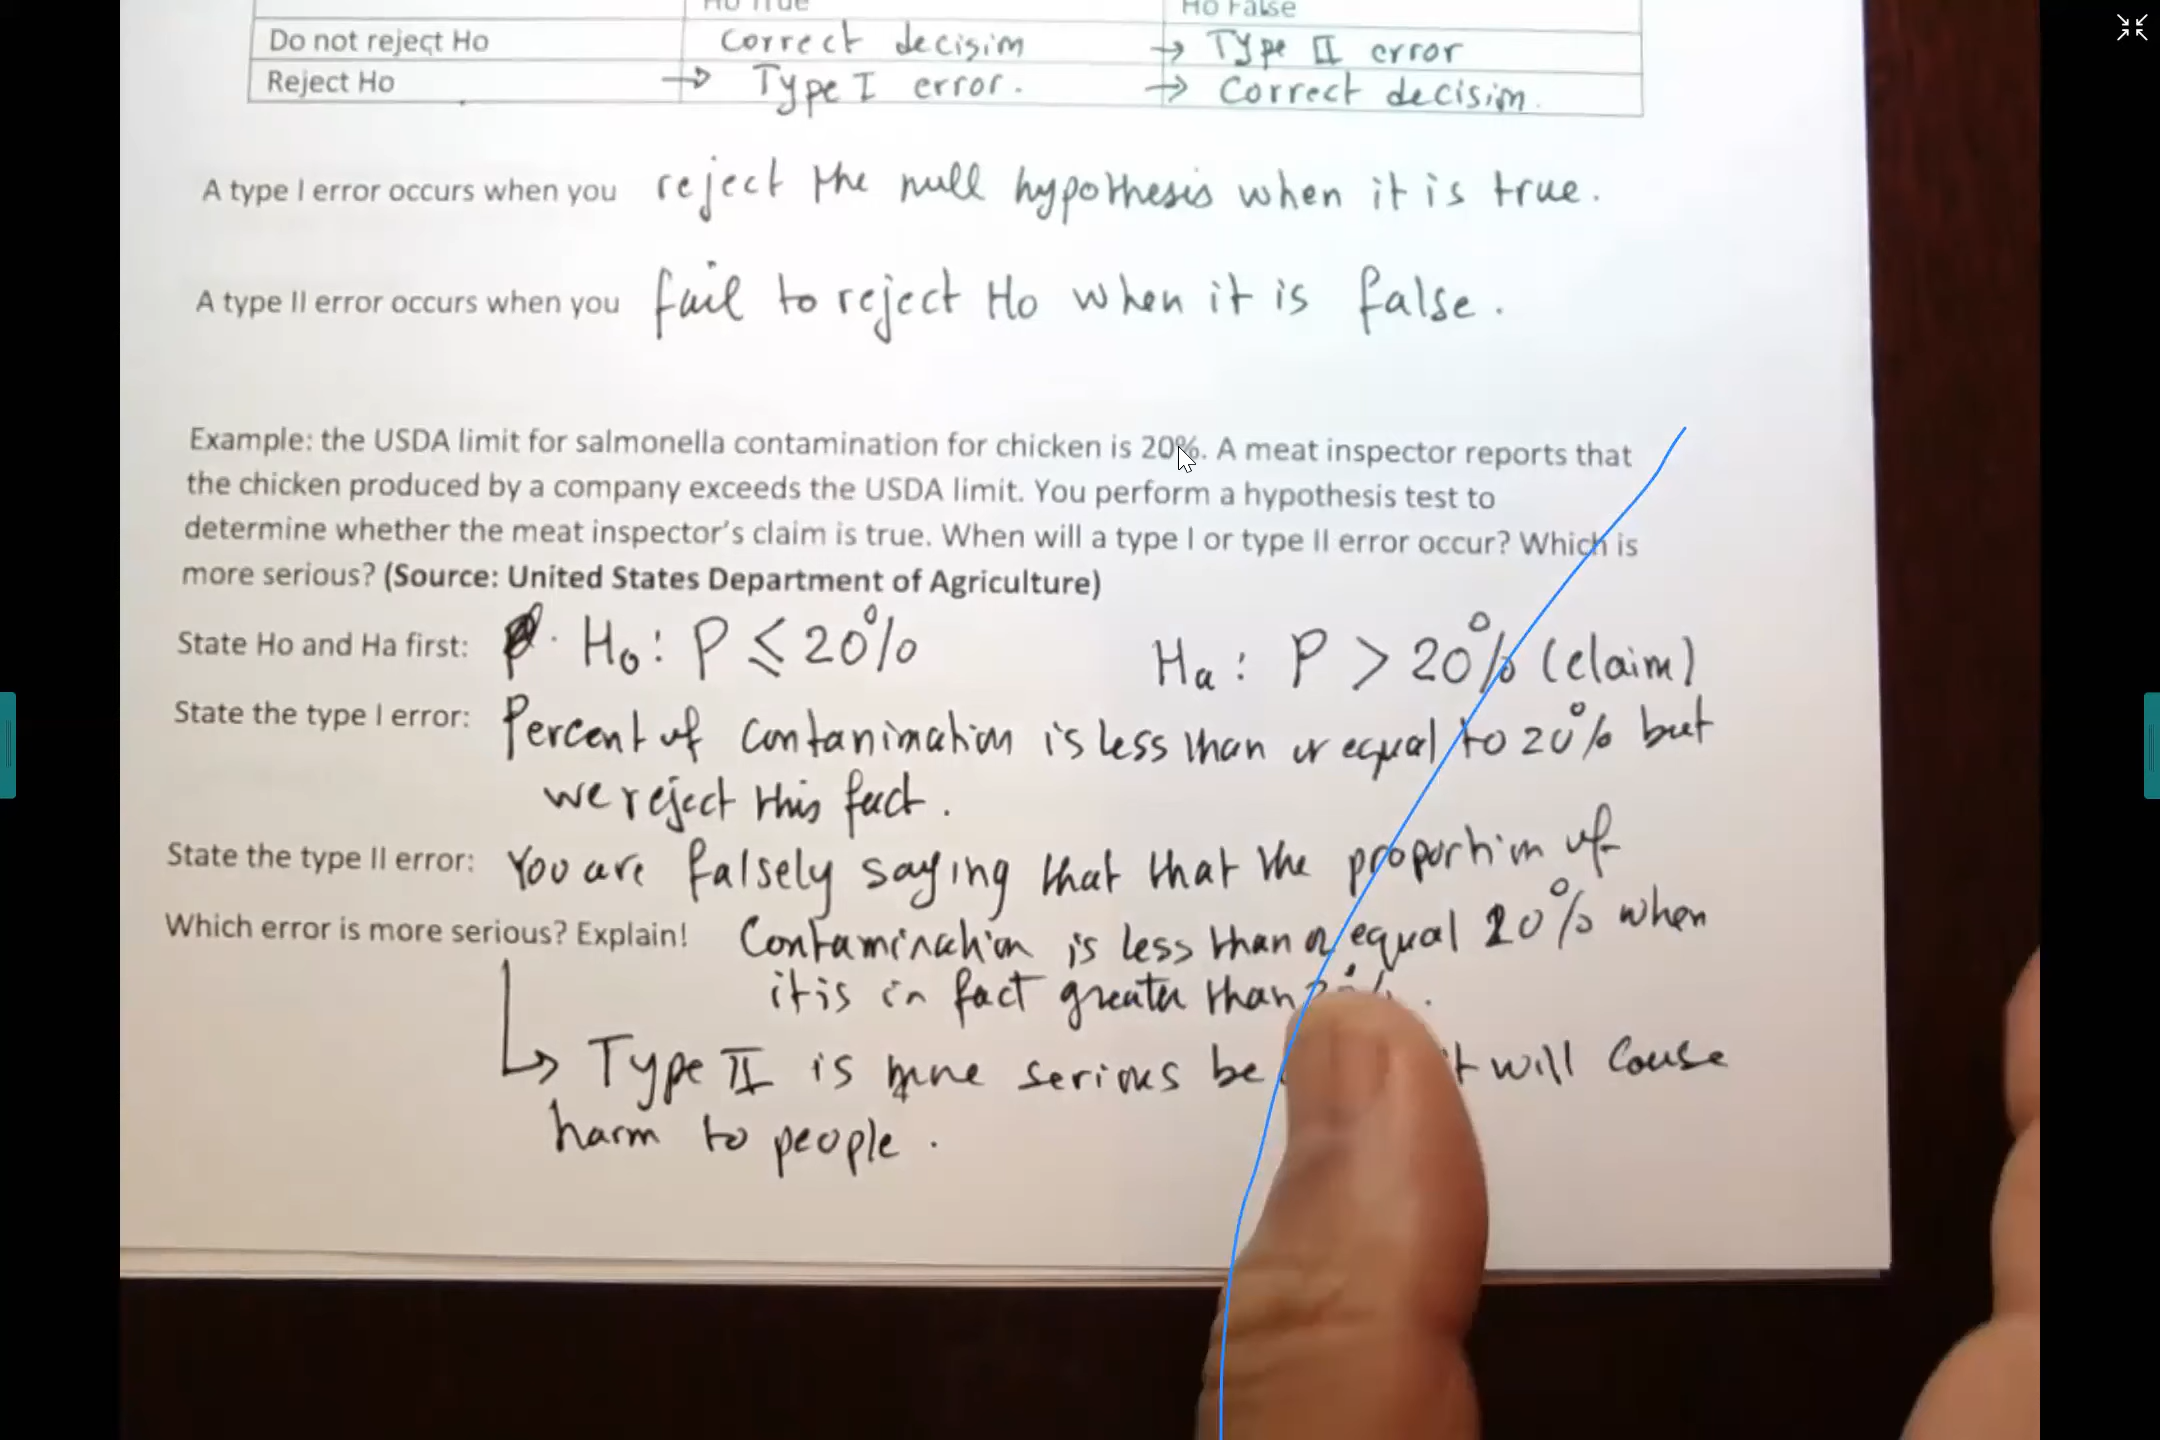 Ho True Ho False
Do not reject Ho Correct decisim → Type II error
Reject Ho → Type I error. → Correct decisim.
A type I error occurs when you reject the null hypothesis when it is true.
A type II error occurs when you fail to reject Ho when it is false.
Example: the USDA limit for salmonella contamination for chicken is 20%. A meat inspector reports that
the chicken produced by a company exceeds the USDA limit. You perform a hypothesis test to
determine whether the meat inspector's claim is true. When will a type I or type II error occur? Which is
more serious? (Source: United States Department of Agriculture)
State Ho and Ha first: Ho: P ≤ 20% Ha: P > 20% (claim)
State the type I error: Percent of contanimation is less than or equal to 20% but
we reject this fact.
State the type II error: You are falsely saying that that the proportion of
Which error is more serious? Explain! Contamination is less than or equal 20% when
it is in fact greater than
→ Type II is more serious be it will couse
harm to people.